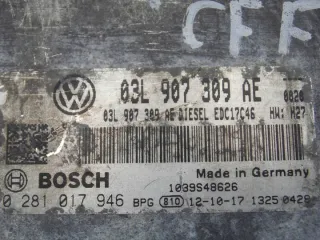 CFF
03L 907 309 AE
03L 907 309 AE DIESEL EDC17C46 HW: H27
BOSCH
Made in Germany
1039S48626
0 281 017 946 BPG 810 12-10-17 1325 0428